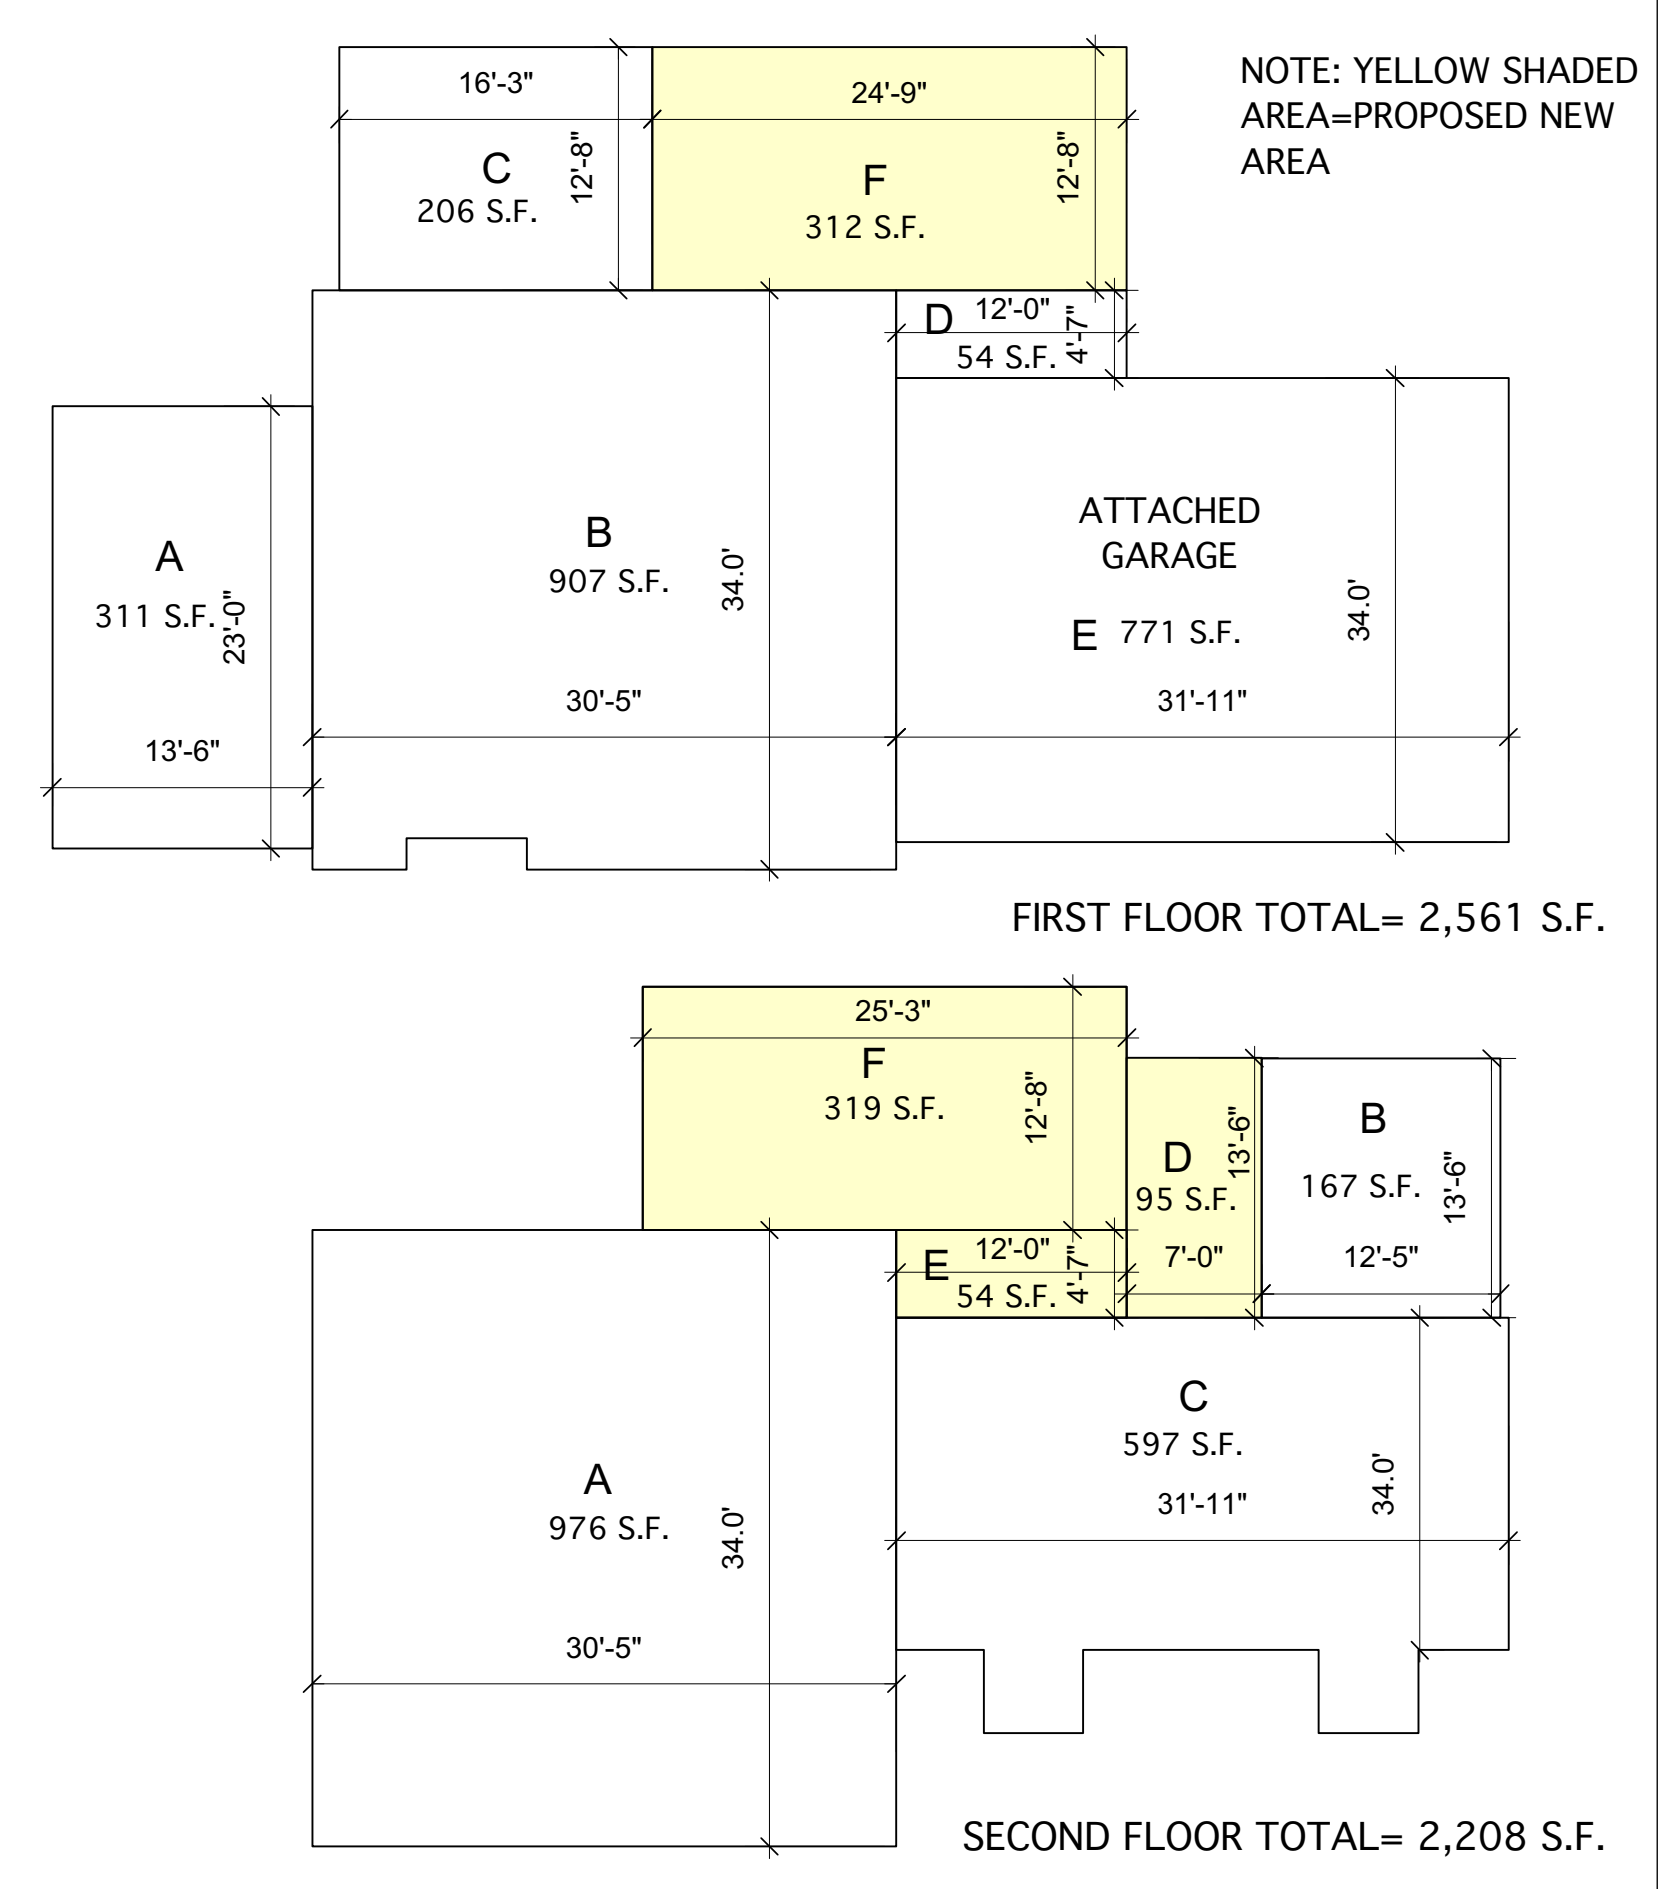 NOTE: YELLOW SHADED
AREA=PROPOSED NEW
AREA
16'-3"
24'-9"
12'-8"
12'-8"
C
206 S.F.
F
312 S.F.
D
12'-0"
4'-7"
54 S.F.
A
311 S.F.
23'-0"
13'-6"
B
907 S.F.
34.0'
30'-5"
ATTACHED
GARAGE
E 771 S.F.
34.0'
31'-11"
FIRST FLOOR TOTAL= 2,561 S.F.
25'-3"
F
319 S.F.
12'-8"
D
95 S.F.
13'-6"
7'-0"
B
167 S.F.
13'-6"
12'-5"
E
12'-0"
4'-7"
54 S.F.
C
597 S.F.
31'-11"
34.0'
A
976 S.F.
34.0'
30'-5"
SECOND FLOOR TOTAL= 2,208 S.F.